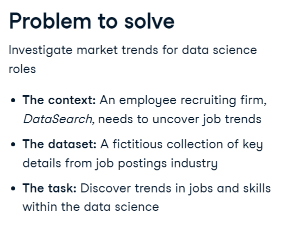 Problem to solve
Investigate market trends for data science
roles
• The context: An employee recruiting firm,
DataSearch, needs to uncover job trends
• The dataset: A fictitious collection of key
details from job postings industry
• The task: Discover trends in jobs and skills
within the data science